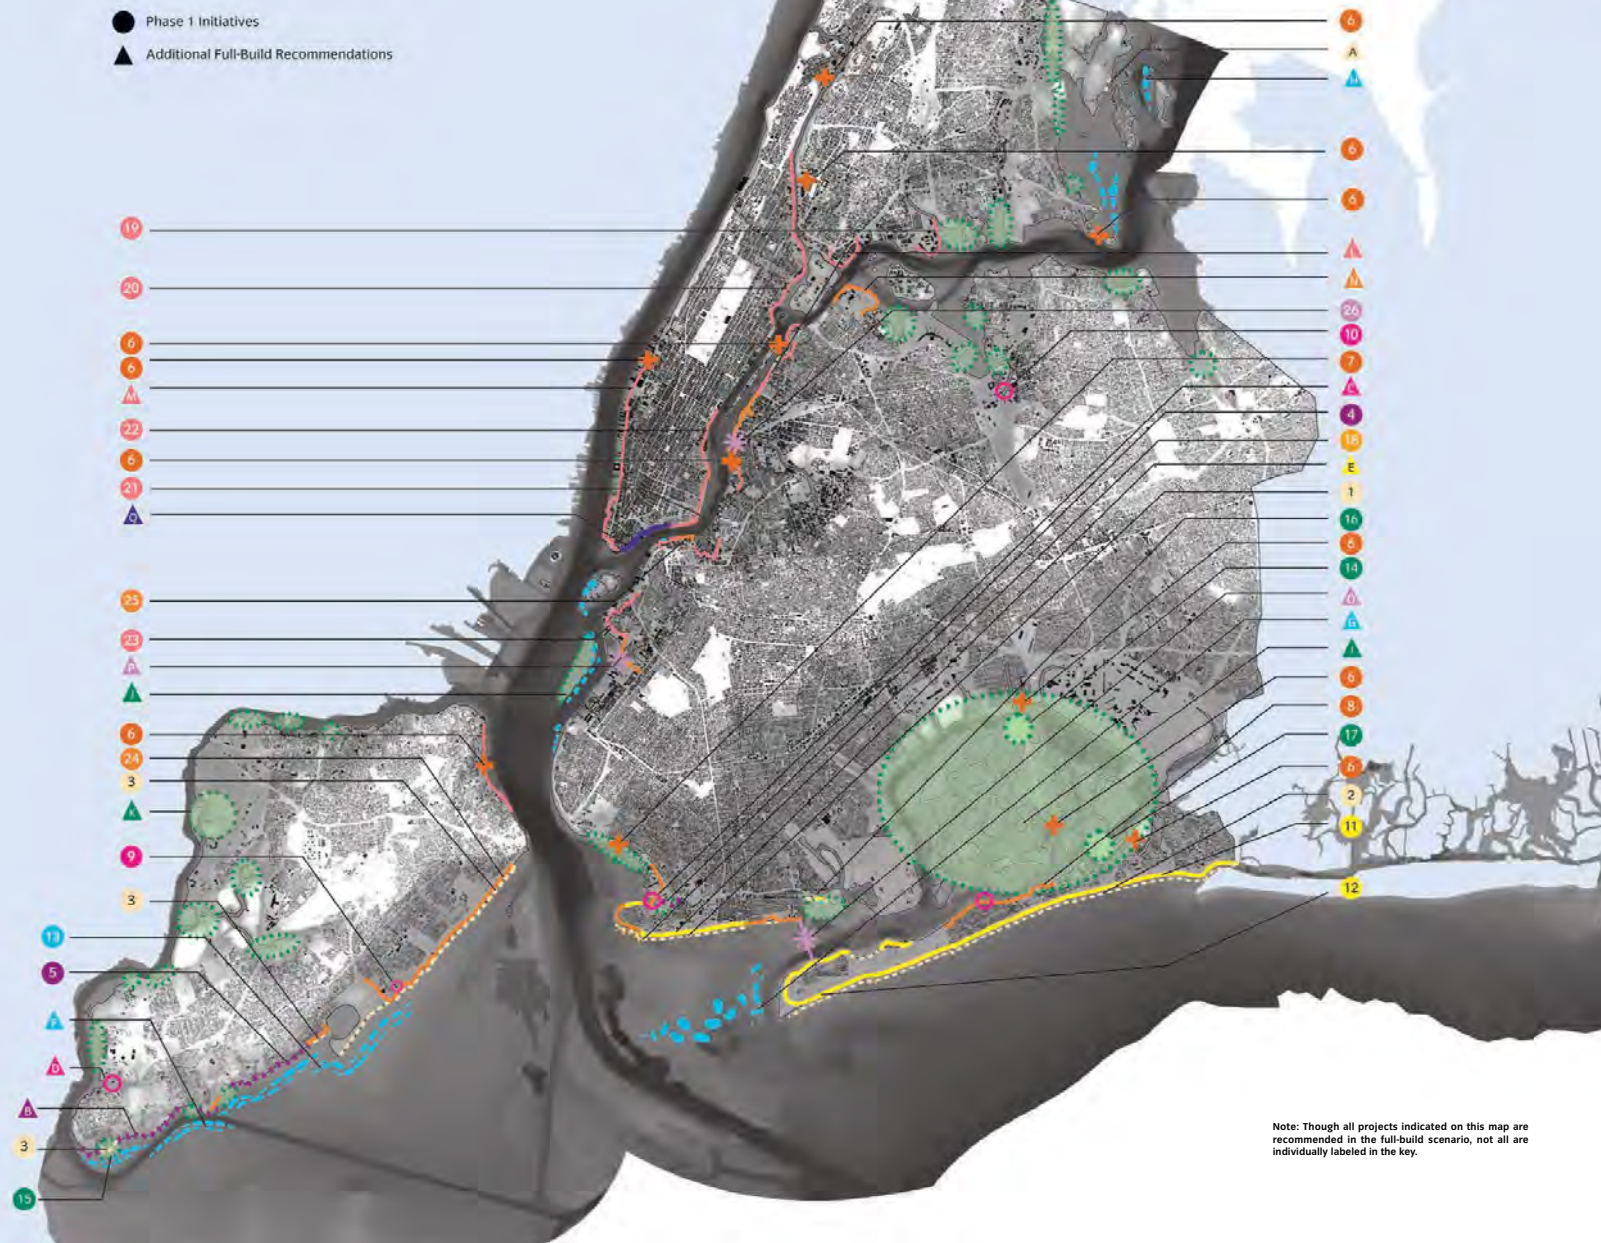 Phase 1 Initiatives
Additional Full-Build Recommendations
6
A
H
6
19
6
L
N
20
26
10
6
6
7
M
C
4
22
18
6
E
21
1
Q
16
6
14
25
O
G
23
I
P
6
J
8
6
17
24
6
3
2
K
11
9
12
3
13
5
F
D
B
3
15
Note: Though all projects indicated on this map are
recommended in the full-build scenario, not all are
individually labeled in the key.